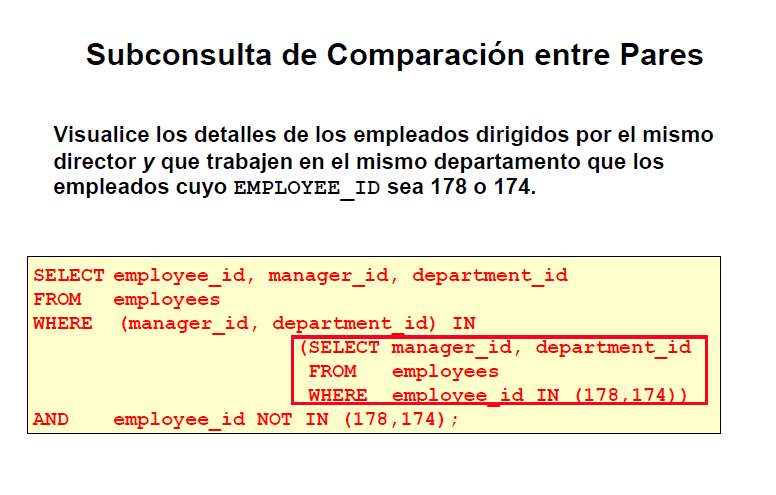 Subconsulta de Comparación entre Pares
Visualice los detalles de los empleados dirigidos por el mismo
director y que trabajen en el mismo departamento que los
empleados cuyo EMPLOYEE_ID sea 178 o 174.
SELECT employee_id, manager_id, department_id
FROM employees
WHERE (manager_id, department_id) IN
(SELECT manager_id, department_id
FROM employees
WHERE employee_id IN (178,174))
AND employee_id NOT IN (178,174);